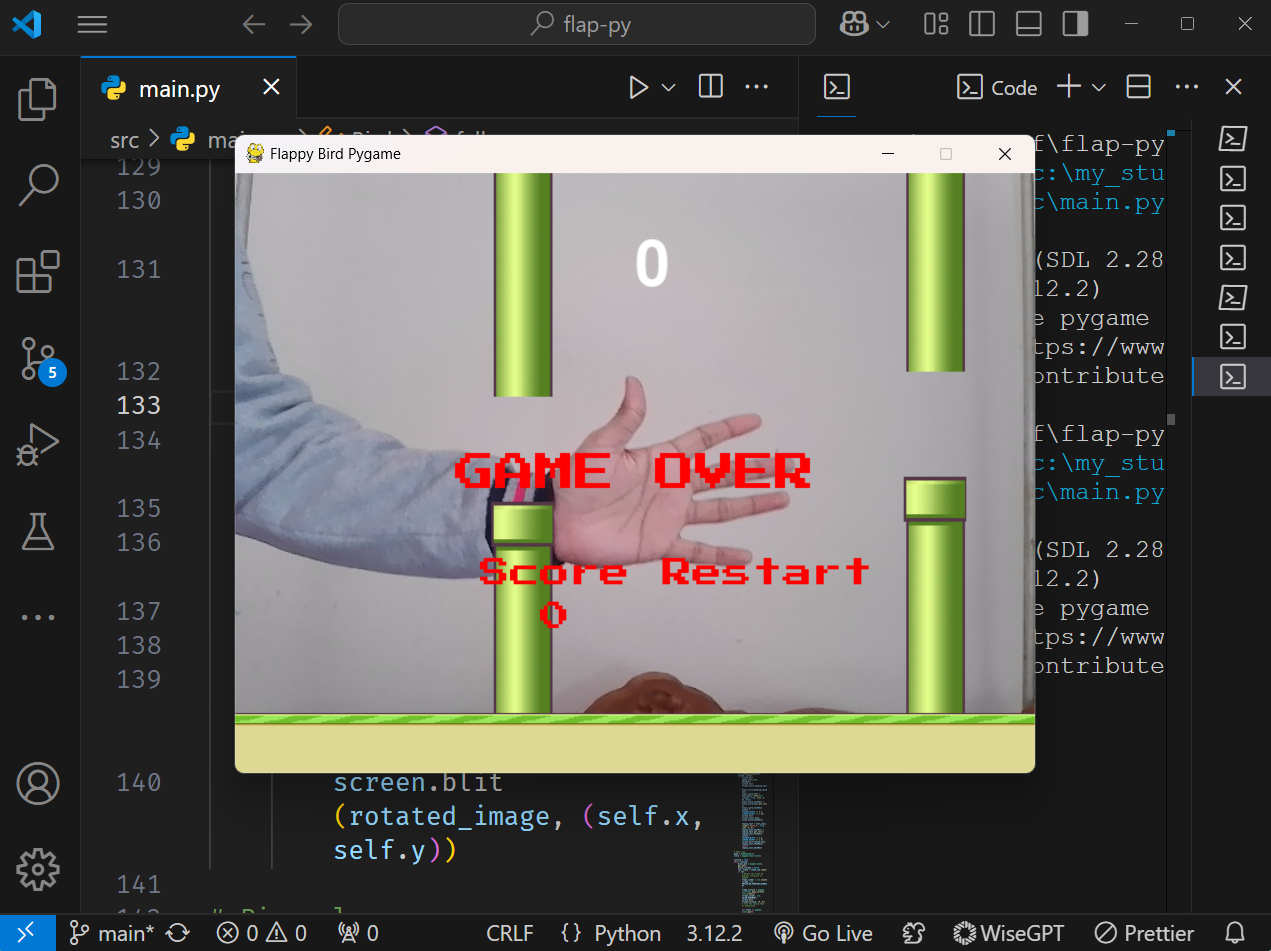 flap-py
main.py
Code
src
Flappy Bird Pygame
129
130
131
132
133
134
135
136
137
138
139
140
141
0
GAME OVER
Score Restart
0
screen.blit
(rotated_image, (self.x,
self.y))
f\flap-py
c:\my_stu
c\main.py
(SDL 2.28
12.2)
e pygame
tps://www
ontribute
f\flap-py
c:\my_stu
c\main.py
(SDL 2.28
12.2)
e pygame
tps://www
ontribute
5
main* 0 0 0 CRLF {} Python 3.12.2 Go Live WiseGPT Prettier